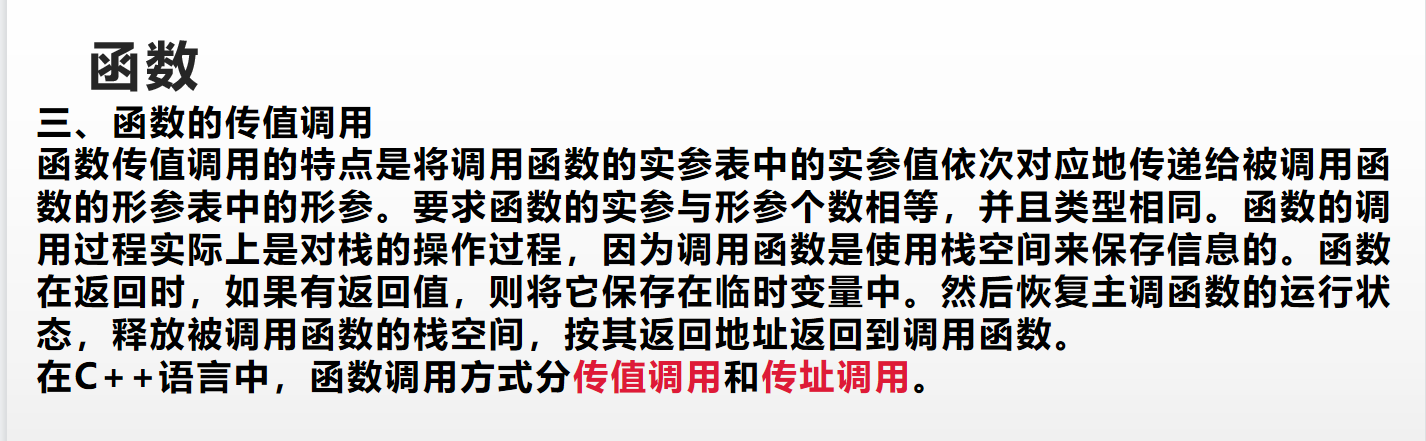 函数
三、函数的传值调用
函数传值调用的特点是将调用函数的实参表中的实参值依次对应地传递给被调用函
数的形参表中的形参。要求函数的实参与形参个数相等，并且类型相同。函数的调
用过程实际上是对栈的操作过程，因为调用函数是使用栈空间来保存信息的。函数
在返回时，如果有返回值，则将它保存在临时变量中。然后恢复主调函数的运行状
态，释放被调用函数的栈空间，按其返回地址返回到调用函数。
在C++语言中，函数调用方式分传值调用和传址调用。